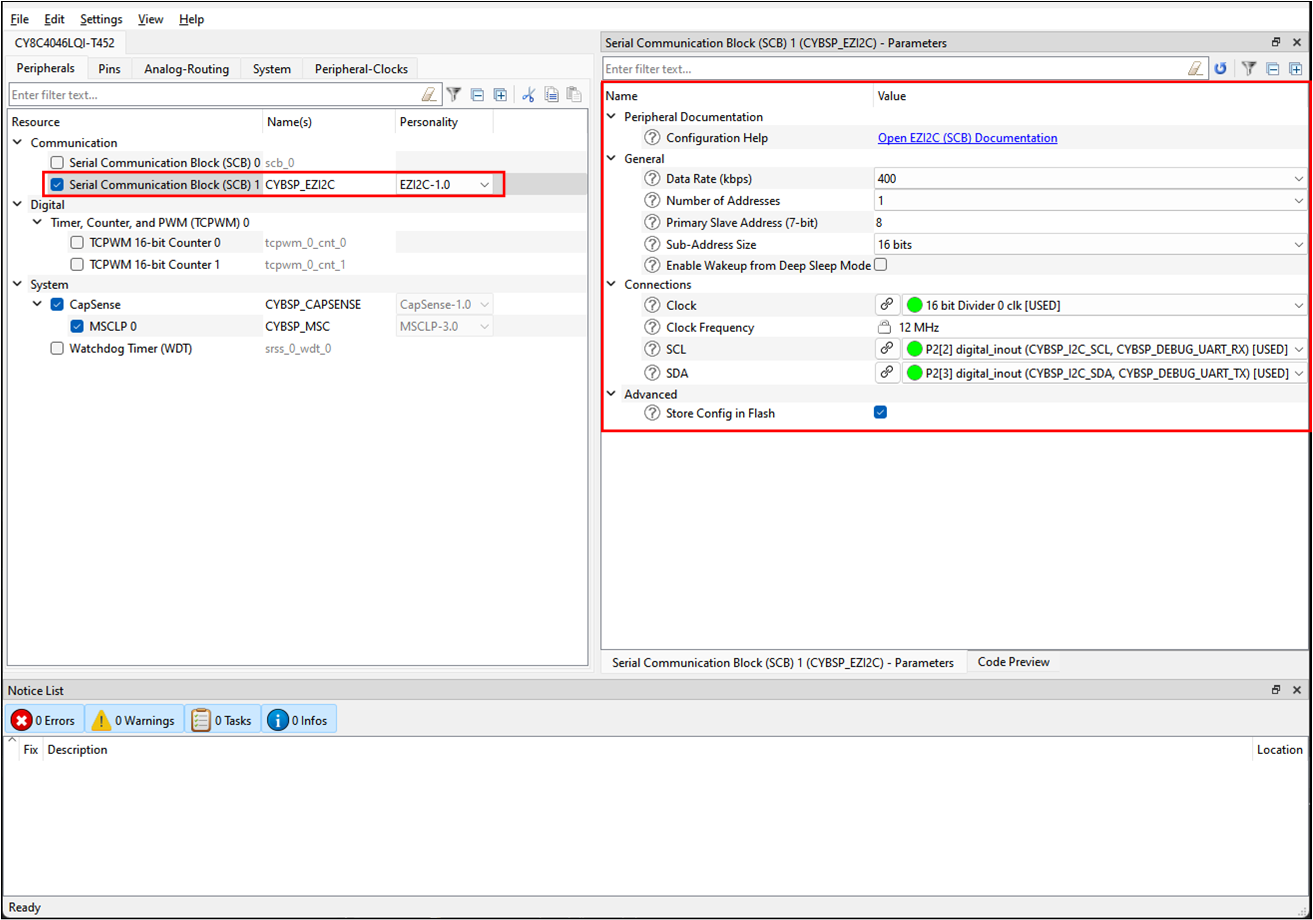 File Edit Settings View Help
CY8C4046LQI-T452
Peripherals Pins Analog-Routing System Peripheral-Clocks
Enter filter text...
Resource Name(s) Personality
Communication
Serial Communication Block (SCB) 0 scb_0
Serial Communication Block (SCB) 1 CYBSP_EZI2C EZI2C-1.0
Digital
Timer, Counter, and PWM (TCPWM) 0
TCPWM 16-bit Counter 0 tcpwm_0_cnt_0
TCPWM 16-bit Counter 1 tcpwm_0_cnt_1
System
CapSense CYBSP_CAPSENSE CapSense-1.0
MSCLP 0 CYBSP_MSC MSCLP-3.0
Watchdog Timer (WDT) srss_0_wdt_0
Serial Communication Block (SCB) 1 (CYBSP_EZI2C) - Parameters
Enter filter text...
Name Value
Peripheral Documentation
Configuration Help Open EZI2C (SCB) Documentation
General
Data Rate (kbps) 400
Number of Addresses 1
Primary Slave Address (7-bit) 8
Sub-Address Size 16 bits
Enable Wakeup from Deep Sleep Mode
Connections
Clock 16 bit Divider 0 clk [USED]
Clock Frequency 12 MHz
SCL P2[2] digital_inout (CYBSP_I2C_SCL, CYBSP_DEBUG_UART_RX) [USED]
SDA P2[3] digital_inout (CYBSP_I2C_SDA, CYBSP_DEBUG_UART_TX) [USED]
Advanced
Store Config in Flash
Serial Communication Block (SCB) 1 (CYBSP_EZI2C) - Parameters Code Preview
Notice List
0 Errors 0 Warnings 0 Tasks 0 Infos
Fix Description Location
Ready